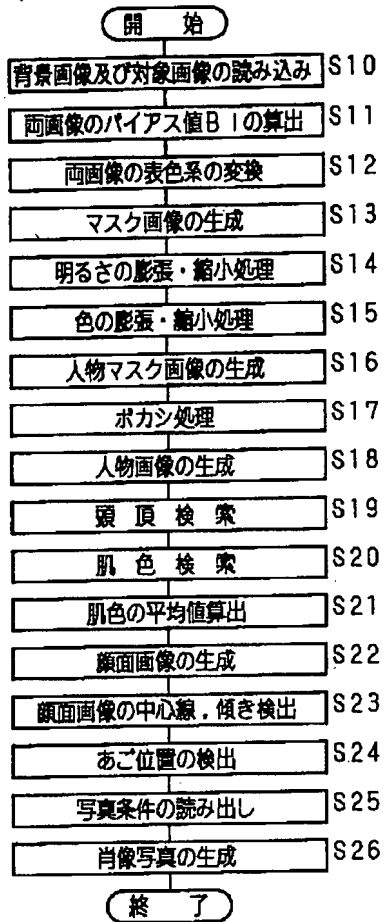 開 始
背景画像及び対象画像の読み込み S10
両画像のバイアス値BIの算出 S11
両画像の表色系の変換 S12
マスク画像の生成 S13
明るさの膨張・縮小処理 S14
色の膨張・縮小処理 S15
人物マスク画像の生成 S16
ボカシ処理 S17
人物画像の生成 S18
頭頂検索 S19
肌色検索 S20
肌色の平均値算出 S21
顔面画像の生成 S22
顔面画像の中心線，傾き検出 S23
あご位置の検出 S24
写真条件の読み出し S25
肖像写真の生成 S26
終 了